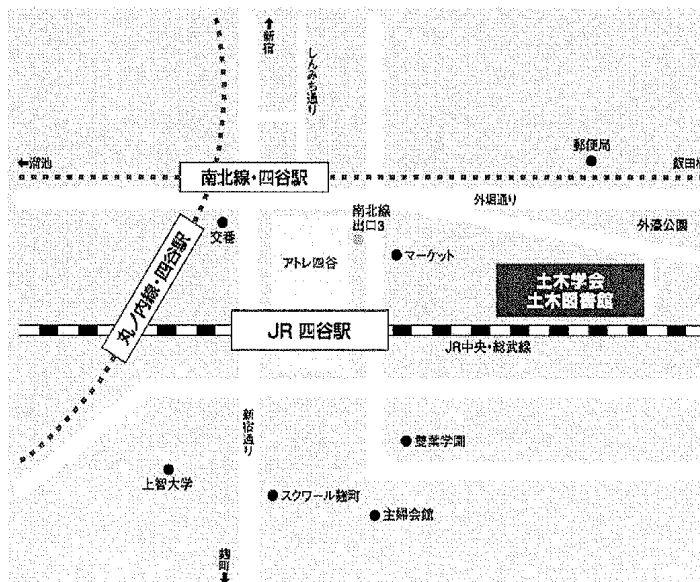 新宿
しんみち通り
郵便局
溜池
南北線・四谷駅
外堀通り
南北線
出口3
外濠公園
交番
アトレ四谷
マーケット
丸ノ内線・四谷駅
土木学会
土木図書館
JR 四谷駅
JR中央・総武線
新宿通り
雙葉学園
上智大学
スクワール麹町
主婦会館
麹町